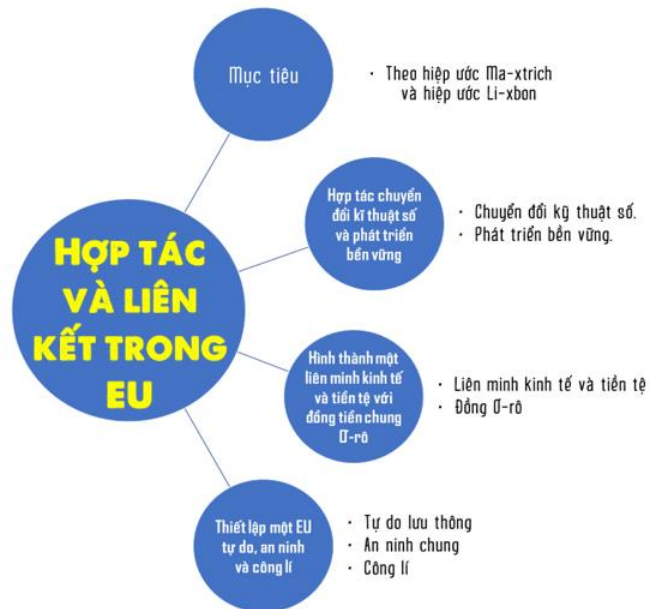 HỢP TÁC
VÀ LIÊN
KẾT TRONG
EU
Mục tiêu
• Theo hiệp ước Ma-xtrich
và hiệp ước Li-xbon
Hợp tác chuyển
đổi kĩ thuật số
và phát triển
bền vững
• Chuyển đổi kỹ thuật số.
• Phát triển bền vững.
Hình thành một
liên minh kinh tế
và tiền tệ với
đồng tiền chung
Ơ-rô
• Liên minh kinh tế và tiền tệ
• Đồng Ơ-rô
Thiết lập một EU
tự do, an ninh
và công lí
• Tự do lưu thông
• An ninh chung
• Công lí